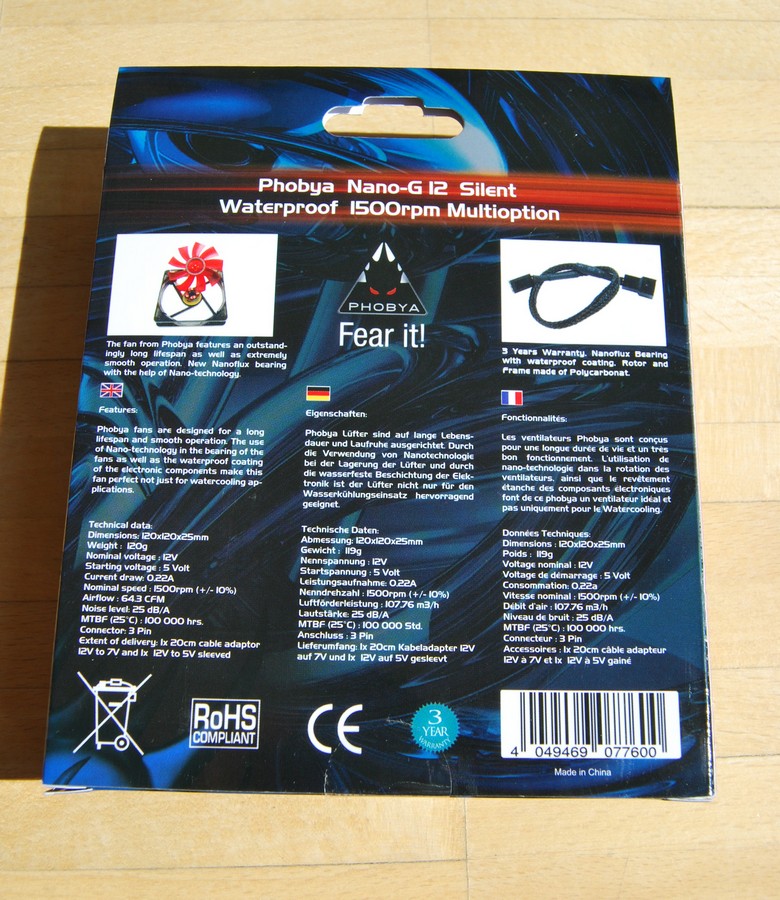 Phobya Nano-G 12 Silent
Waterproof 1500rpm Multioption
PHOBYA
Fear it!
The fan from Phobya features an outstand-
ingly long lifespan as well as extremely
smooth operation. New Nanoflux bearing
with the help of Nano-technology.
3 Years Warranty. Nanoflux Bearing
with waterproof coating. Rotor and
Frame made of Polycarbonat.
Features:
Phobya fans are designed for a long
lifespan and smooth operation. The use
of Nano-technology in the bearing of the
fans as well as the waterproof coating
of the electronic components make this
fan perfect not just for watercooling ap-
plications.
Technical data:
Dimensions: 120x120x25mm
Weight : 120g
Nominal voltage : 12V
Starting voltage : 5 Volt
Current draw: 0.22A
Nominal speed : 1500rpm (+/- 10%)
Airflow : 64.3 CFM
Noise level: 25 dB/A
MTBF (25°C) : 100 000 hrs.
Connector: 3 Pin
Extent of delivery: 1x 20cm cable adaptor
12V to 7V and 1x 12V to 5V sleeved
Eigenschaften:
Phobya Lüfter sind auf lange Lebens-
dauer und Laufruhe ausgerichtet. Durch
die Verwendung von Nanotechnologie
bei der Lagerung der Lüfter und durch
die wasserfeste Beschichtung der Elek-
tronik ist der Lüfter nicht nur für den
Wasserkühlungseinsatz hervorragend
geeignet.
Technische Daten:
Abmessung: 120x120x25mm
Gewicht : 119g
Nennspannung : 12V
Startspannung : 5 Volt
Leistungsaufnahme: 0.22A
Nenndrehzahl : 1500rpm (+/- 10%)
Luftförderleistung : 107.76 m3/h
Lautstärke: 25 dB/A
MTBF (25°C) : 100 000 Std.
Anschluss : 3 Pin
Lieferumfang: 1x 20cm Kabeladapter 12V
auf 7V und 1x 12V auf 5V gesleevt
Fonctionnalités:
Les ventilateurs Phobya sont conçus
pour une longue durée de vie et un très
bon fonctionnement. L'utilisation de
nano-technologie dans la rotation des
ventilateurs, ainsi que le revêtement
étanche des composants électroniques
font de ce phobya un ventilateur idéal et
pas uniquement pour le Watercooling.
Données Techniques:
Dimensions : 120x120x25mm
Poids : 119g
Voltage nominal : 12V
Voltage de démarrage : 5 Volt
Consommation: 0.22a
Vitesse nominal : 1500rpm (+/- 10%)
Débit d'air : 107.76 m3/h
Niveau de bruit : 25 dB/A
MTBF (25°C) : 100 000 hrs.
Connecteur : 3 Pin
Accessoires : 1x 20cm câble adapteur
12V à 7V et 1x 12V à 5V gainé
RoHS
COMPLIANT
CE
3
YEAR
WARRANTY
4 049469 077600
Made in China